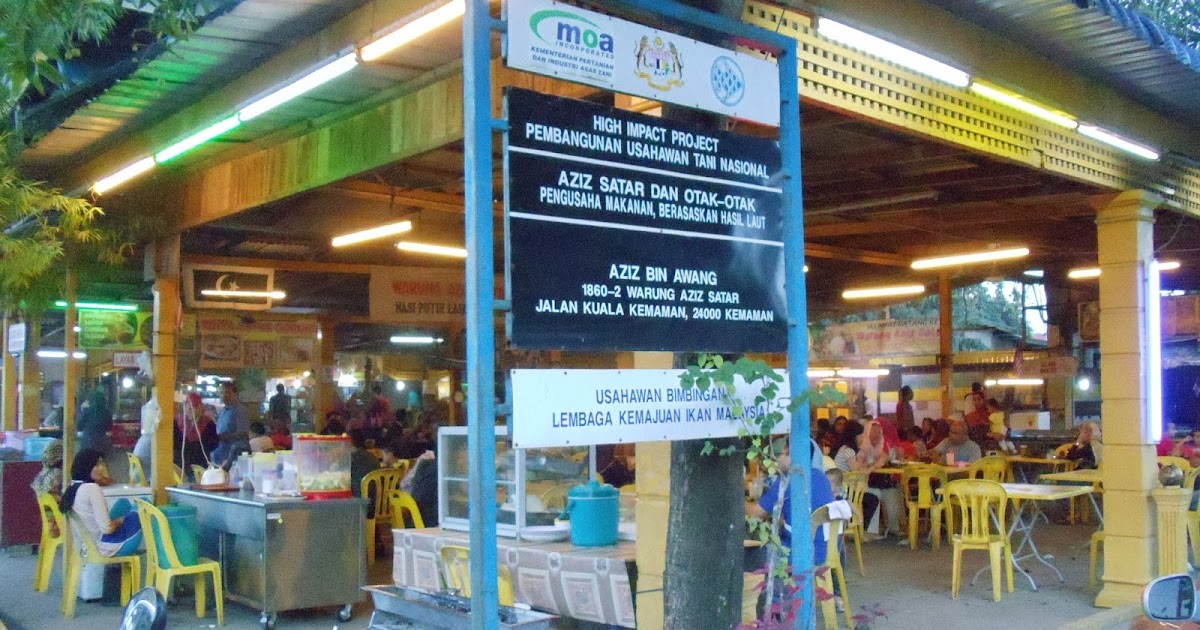 moa
INCORPORATED
KEMENTERIAN PERTANIAN
DAN INDUSTRI ASAS TANI
HIGH IMPACT PROJECT
PEMBANGUNAN USAHAWAN TANI NASIONAL
AZIZ SATAR DAN OTAK-OTAK
PENGUSAHA MAKANAN, BERASASKAN HASIL LAUT
AZIZ BIN AWANG
1860-2 WARUNG AZIZ SATAR
JALAN KUALA KEMAMAN, 24000 KEMAMAN
USAHAWAN BIMBINGAN
LEMBAGA KEMAJUAN IKAN MALAYSIA
WARUNG
NASI PUTIH